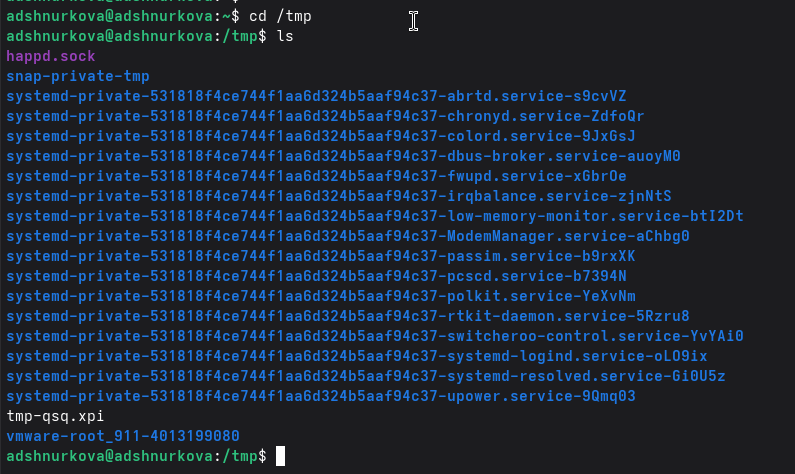 adshnurkova@adshnurkova:~$ cd /tmp
adshnurkova@adshnurkova:/tmp$ ls
happd.sock
snap-private-tmp
systemd-private-531818f4ce744f1aa6d324b5aaf94c37-abrtd.service-s9cvVZ
systemd-private-531818f4ce744f1aa6d324b5aaf94c37-chronyd.service-ZdfoQr
systemd-private-531818f4ce744f1aa6d324b5aaf94c37-colord.service-9JxGsJ
systemd-private-531818f4ce744f1aa6d324b5aaf94c37-dbus-broker.service-auoyM0
systemd-private-531818f4ce744f1aa6d324b5aaf94c37-fwupd.service-xGbrOe
systemd-private-531818f4ce744f1aa6d324b5aaf94c37-irqbalance.service-zjnNtS
systemd-private-531818f4ce744f1aa6d324b5aaf94c37-low-memory-monitor.service-btI2Dt
systemd-private-531818f4ce744f1aa6d324b5aaf94c37-ModemManager.service-aChbg0
systemd-private-531818f4ce744f1aa6d324b5aaf94c37-passim.service-b9rxXK
systemd-private-531818f4ce744f1aa6d324b5aaf94c37-pcscd.service-b7394N
systemd-private-531818f4ce744f1aa6d324b5aaf94c37-polkit.service-YeXvNm
systemd-private-531818f4ce744f1aa6d324b5aaf94c37-rtkit-daemon.service-5Rzru8
systemd-private-531818f4ce744f1aa6d324b5aaf94c37-switcheroo-control.service-YvYAi0
systemd-private-531818f4ce744f1aa6d324b5aaf94c37-systemd-logind.service-oLO9ix
systemd-private-531818f4ce744f1aa6d324b5aaf94c37-systemd-resolved.service-Gi0U5z
systemd-private-531818f4ce744f1aa6d324b5aaf94c37-upower.service-9Qmq03
tmp-qsq.xpi
vmware-root_911-4013199080
adshnurkova@adshnurkova:/tmp$